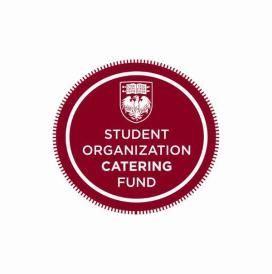 STUDENT
ORGANIZATION
CATERING
FUND